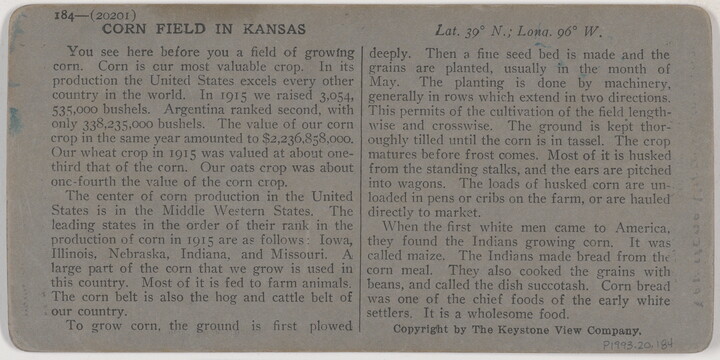 184—(20201)
CORN FIELD IN KANSAS
Lat. 39° N.; Long. 96° W.
You see here before you a field of growing
corn. Corn is our most valuable crop. In its
production the United States excels every other
country in the world. In 1915 we raised 3,054,
535,000 bushels. Argentina ranked second, with
only 338,235,000 bushels. The value of our corn
crop in the same year amounted to $2,236,858,000.
Our wheat crop in 1915 was valued at about one-
third that of the corn. Our oats crop was about
one-fourth the value of the corn crop.
The center of corn production in the United
States is in the Middle Western States. The
leading states in the order of their rank in the
production of corn in 1915 are as follows: Iowa,
Illinois, Nebraska, Indiana, and Missouri. A
large part of the corn that we grow is used in
this country. Most of it is fed to farm animals.
The corn belt is also the hog and cattle belt of
our country.
To grow corn, the ground is first plowed
deeply. Then a fine seed bed is made and the
grains are planted, usually in the month of
May. The planting is done by machinery,
generally in rows which extend in two directions.
This permits of the cultivation of the field length-
wise and crosswise. The ground is kept thor-
oughly tilled until the corn is in tassel. The crop
matures before frost comes. Most of it is husked
from the standing stalks, and the ears are pitched
into wagons. The loads of husked corn are un-
loaded in pens or cribs on the farm, or are hauled
directly to market.
When the first white men came to America,
they found the Indians growing corn. It was
called maize. The Indians made bread from the
corn meal. They also cooked the grains with
beans, and called the dish succotash. Corn bread
was one of the chief foods of the early white
settlers. It is a wholesome food.
Copyright by The Keystone View Company.
P1993.20.184